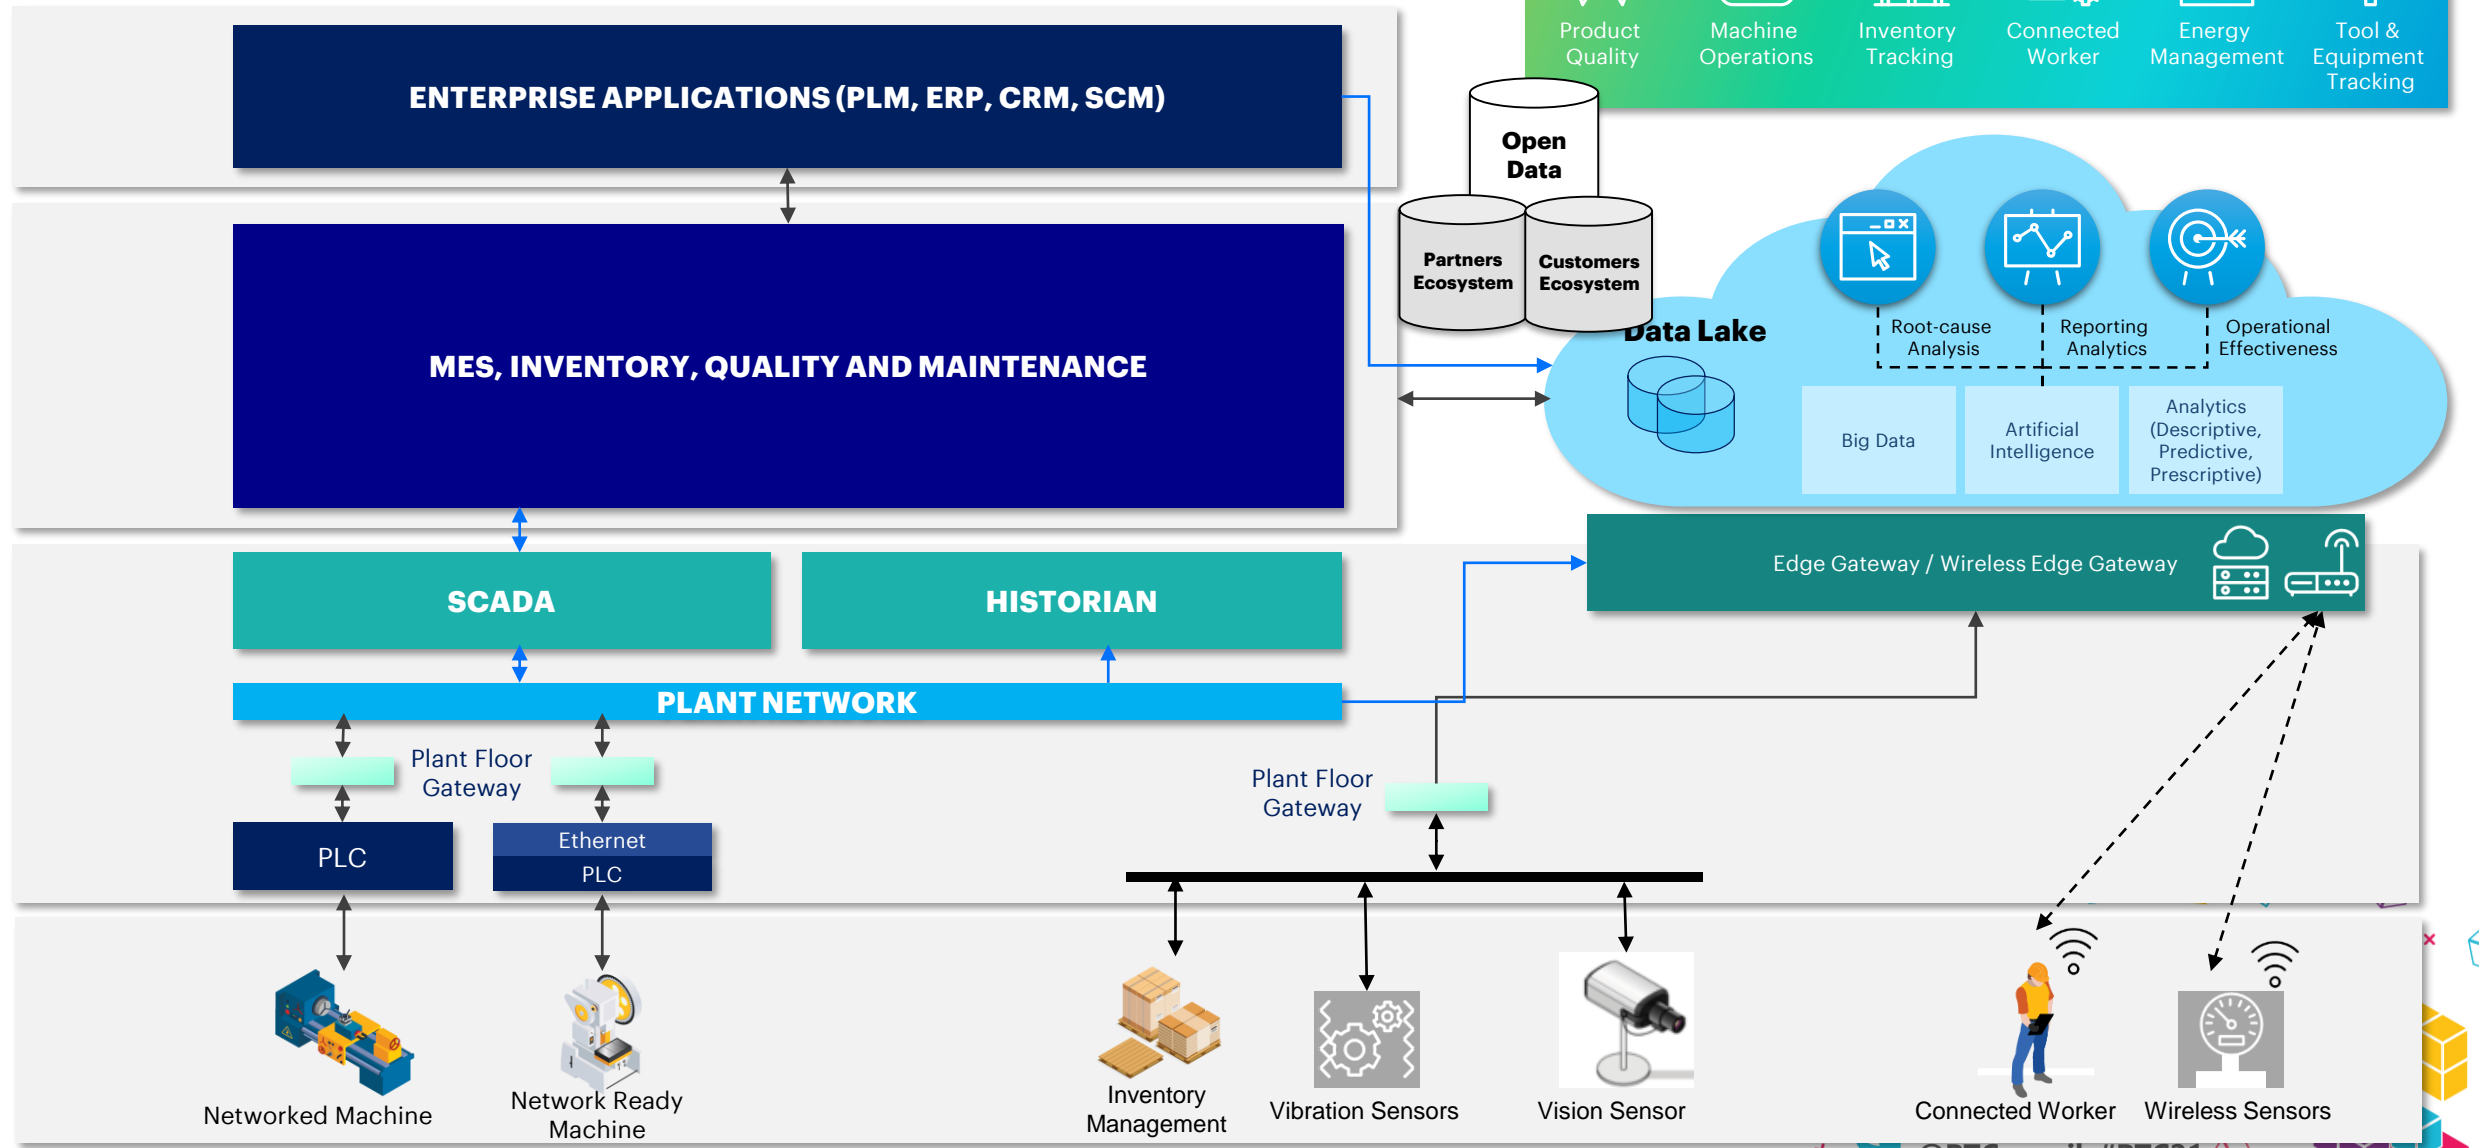 Product
Quality
Machine
Operations
Inventory
Tracking
Connected
Worker
Energy
Management
Tool &
Equipment
Tracking
ENTERPRISE APPLICATIONS (PLM, ERP, CRM, SCM)
Open
Data
Partners
Ecosystem
Customers
Ecosystem
MES, INVENTORY, QUALITY AND MAINTENANCE
Data Lake
Root-cause
Analysis
Reporting
Analytics
Operational
Effectiveness
Big Data
Artificial
Intelligence
Analytics
(Descriptive,
Predictive,
Prescriptive)
SCADA
HISTORIAN
Edge Gateway / Wireless Edge Gateway
PLANT NETWORK
Plant Floor
Gateway
Plant Floor
Gateway
PLC
Ethernet
PLC
Networked Machine
Network Ready
Machine
Inventory
Management
Vibration Sensors
Vision Sensor
Connected Worker
Wireless Sensors